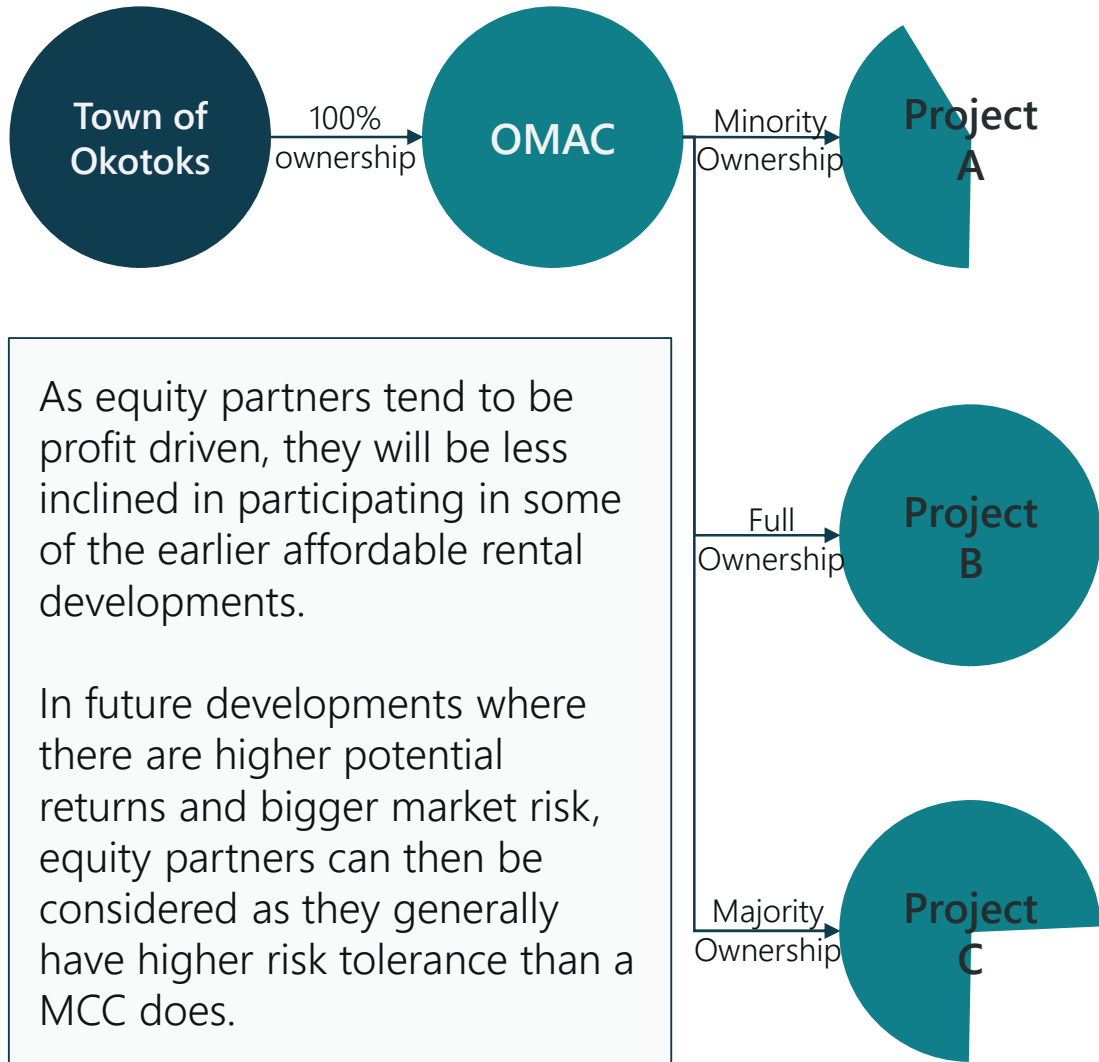 Town of
Okotoks
100%
ownership
OMAC
Minority
Ownership
Project
A
As equity partners tend to be
profit driven, they will be less
inclined in participating in some
of the earlier affordable rental
developments.
In future developments where
there are higher potential
returns and bigger market risk,
equity partners can then be
considered as they generally
have higher risk tolerance than a
MCC does.
Full
Ownership
Project
B
Majority
Ownership
Project
C